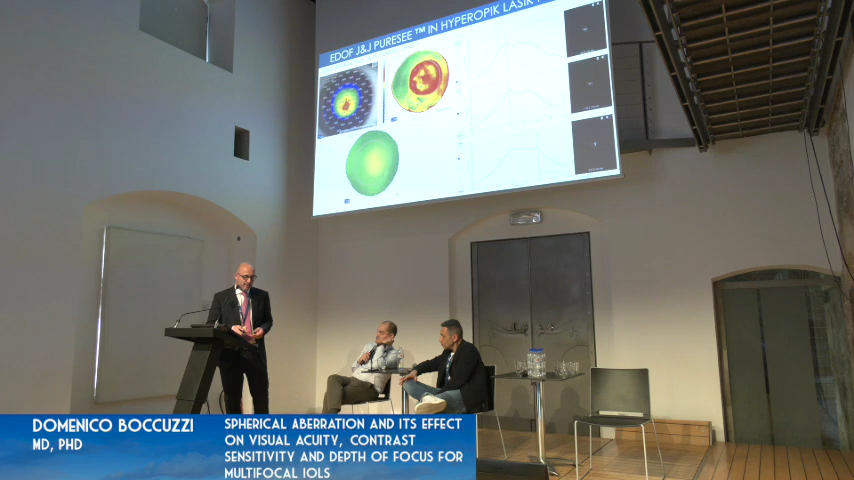 EDOF J&J PURESEE™ IN HYPEROPIK LASIK
DOMENICO BOCCUZZI
MD, PHD
SPHERICAL ABERRATION AND ITS EFFECT
ON VISUAL ACUITY, CONTRAST
SENSITIVITY AND DEPTH OF FOCUS FOR
MULTIFOCAL IOLS